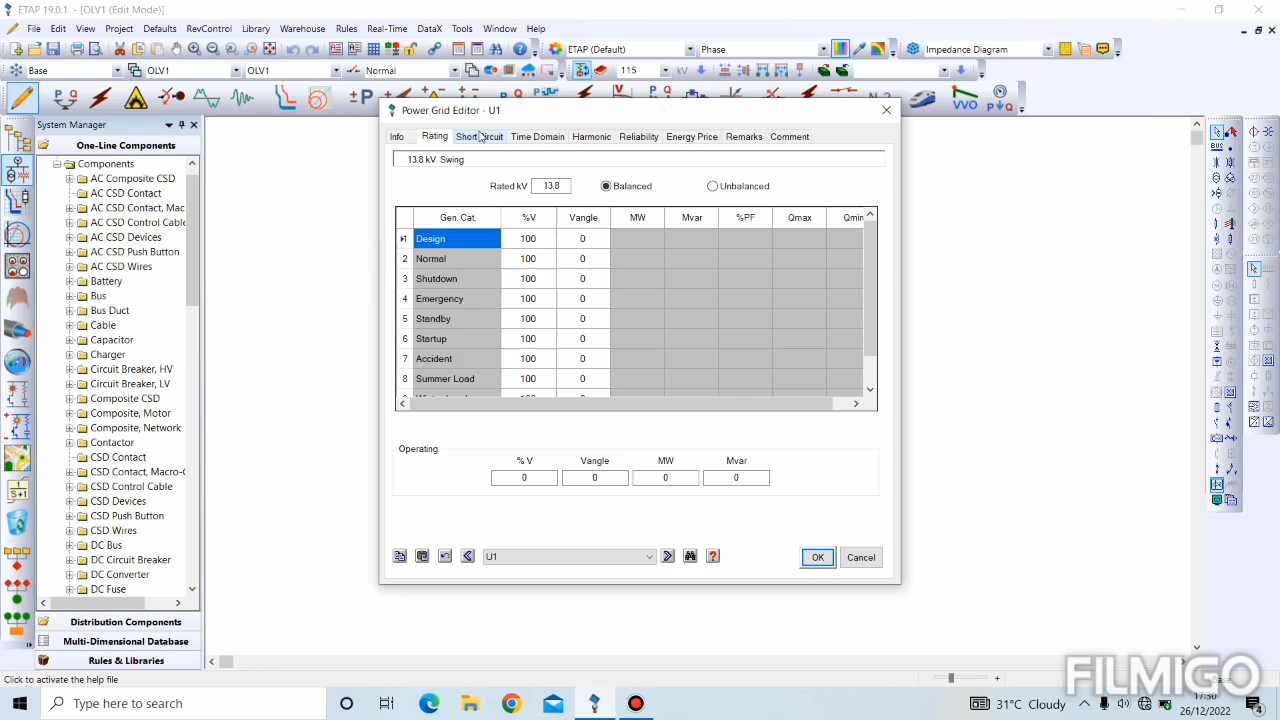 ETAP 19.0.1 - [OLV1 (Edit Mode)]
File Edit View Project Defaults RevControl Library Warehouse Rules Real-Time DataX Tools Window Help
ETAP (Default) Phase Impedance Diagram
Base OLV1 OLV1 Normal 115 kV
VVO
System Manager
One-Line Components
Components
AC Composite CSD
AC CSD Contact
AC CSD Contact, Mac
AC CSD Control Cable
AC CSD Devices
AC CSD Push Button
AC CSD Wires
Battery
Bus
Bus Duct
Cable
Capacitor
Charger
Circuit Breaker, HV
Circuit Breaker, LV
Composite CSD
Composite, Motor
Composite, Network
Contactor
CSD Contact
CSD Contact, Macro-C
CSD Control Cable
CSD Devices
CSD Push Button
CSD Wires
DC Bus
DC Circuit Breaker
DC Converter
DC Fuse
Distribution Components
Multi-Dimensional Database
Rules & Libraries
Power Grid Editor - U1
Info Rating Short Circuit Time Domain Harmonic Reliability Energy Price Remarks Comment
13.8 kV Swing
Rated kV 13.8 Balanced Unbalanced
Gen. Cat. %V Vangle MW Mvar %PF Qmax Qmin
1 Design 100 0
2 Normal 100 0
3 Shutdown 100 0
4 Emergency 100 0
5 Standby 100 0
6 Startup 100 0
7 Accident 100 0
8 Summer Load 100 0
Operating
% V Vangle MW Mvar
0 0 0 0
U1 OK Cancel
Click to activate the help file
Base
FILMIGO
Type here to search
31°C Cloudy
17:30
26/12/2022
4